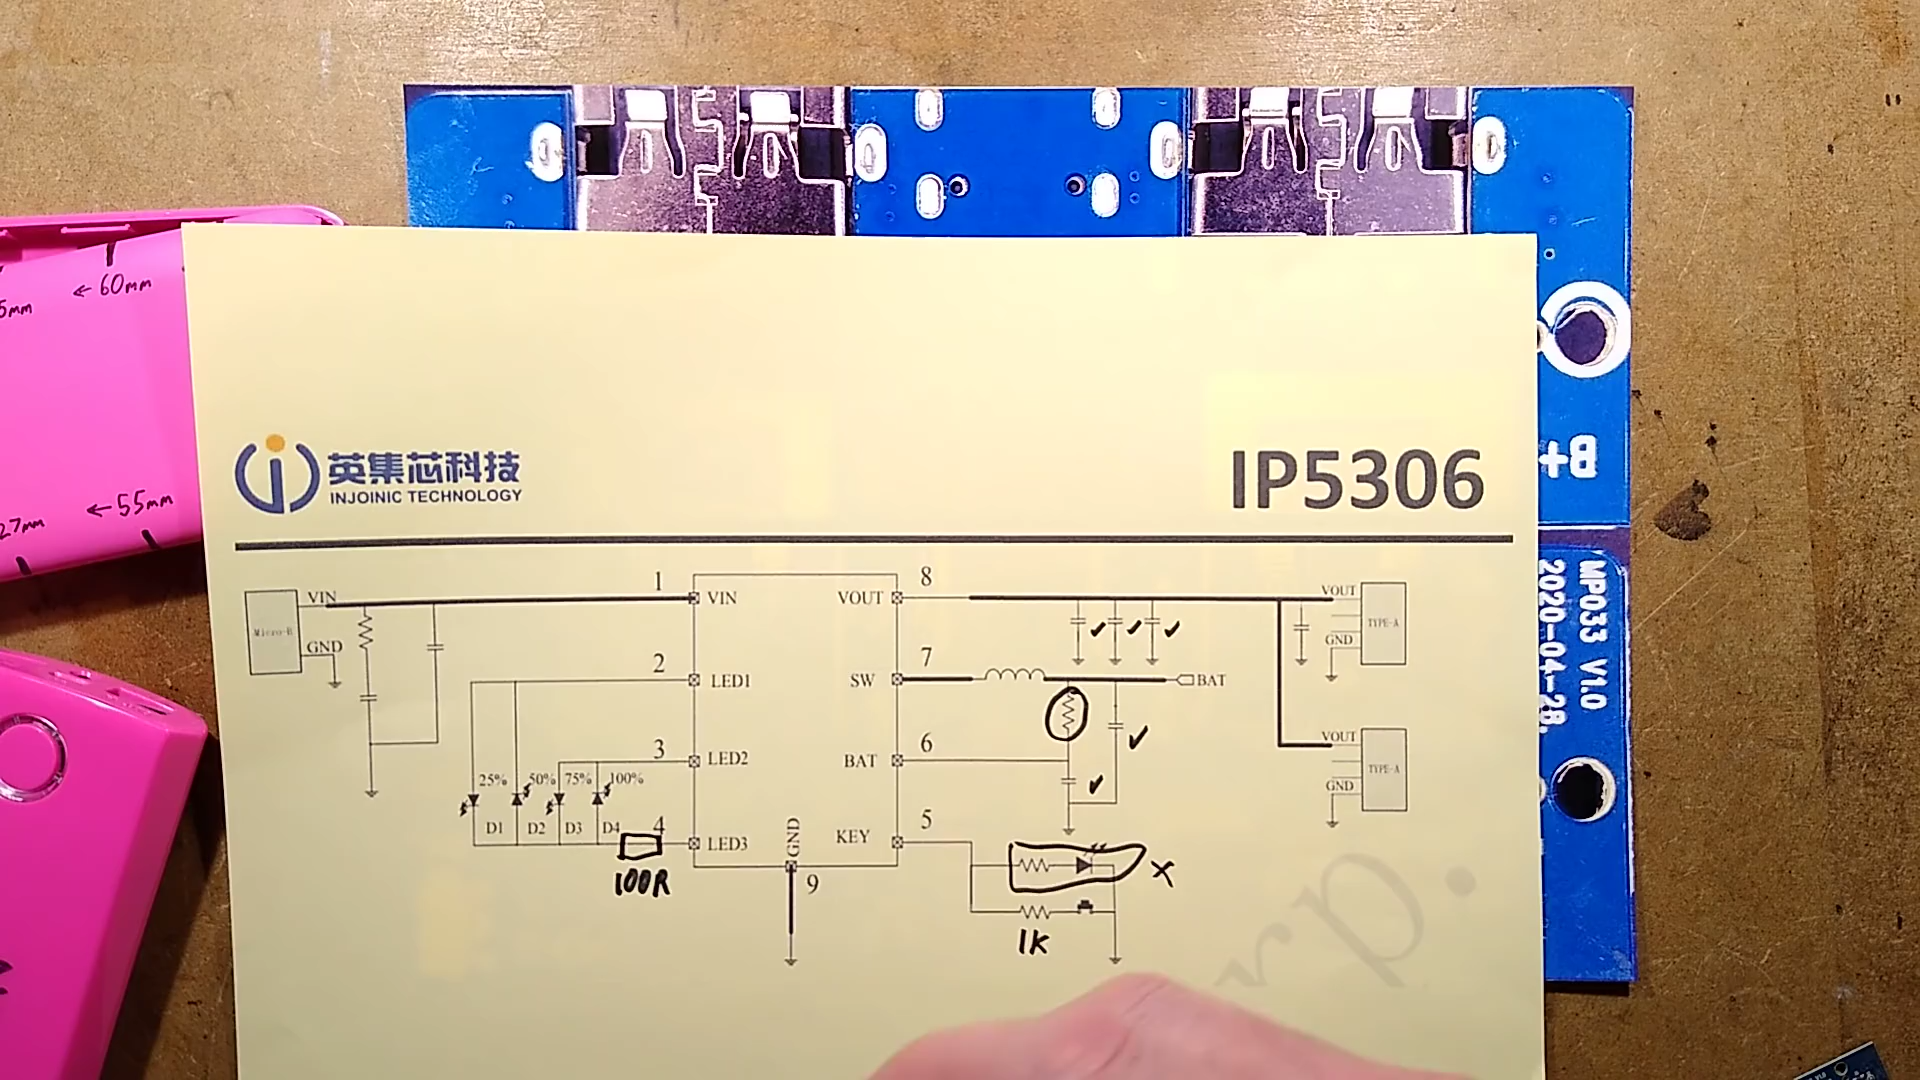 ← 60mm
5mm
← 55mm
27mm
英集芯科技
INJOINIC TECHNOLOGY
IP5306
B+
MP033 V1.0
2020-04-28.
1
8
VIN
VIN
VOUT
VOUT
Micro-B
GND
TYPE-A
GND
2
7
LED1
SW
BAT
3
6
LED2
BAT
VOUT
25%
50%
75%
100%
TYPE-A
GND
D1
D2
D3
D4
4
5
LED3
GND
KEY
100R
9
X
1K